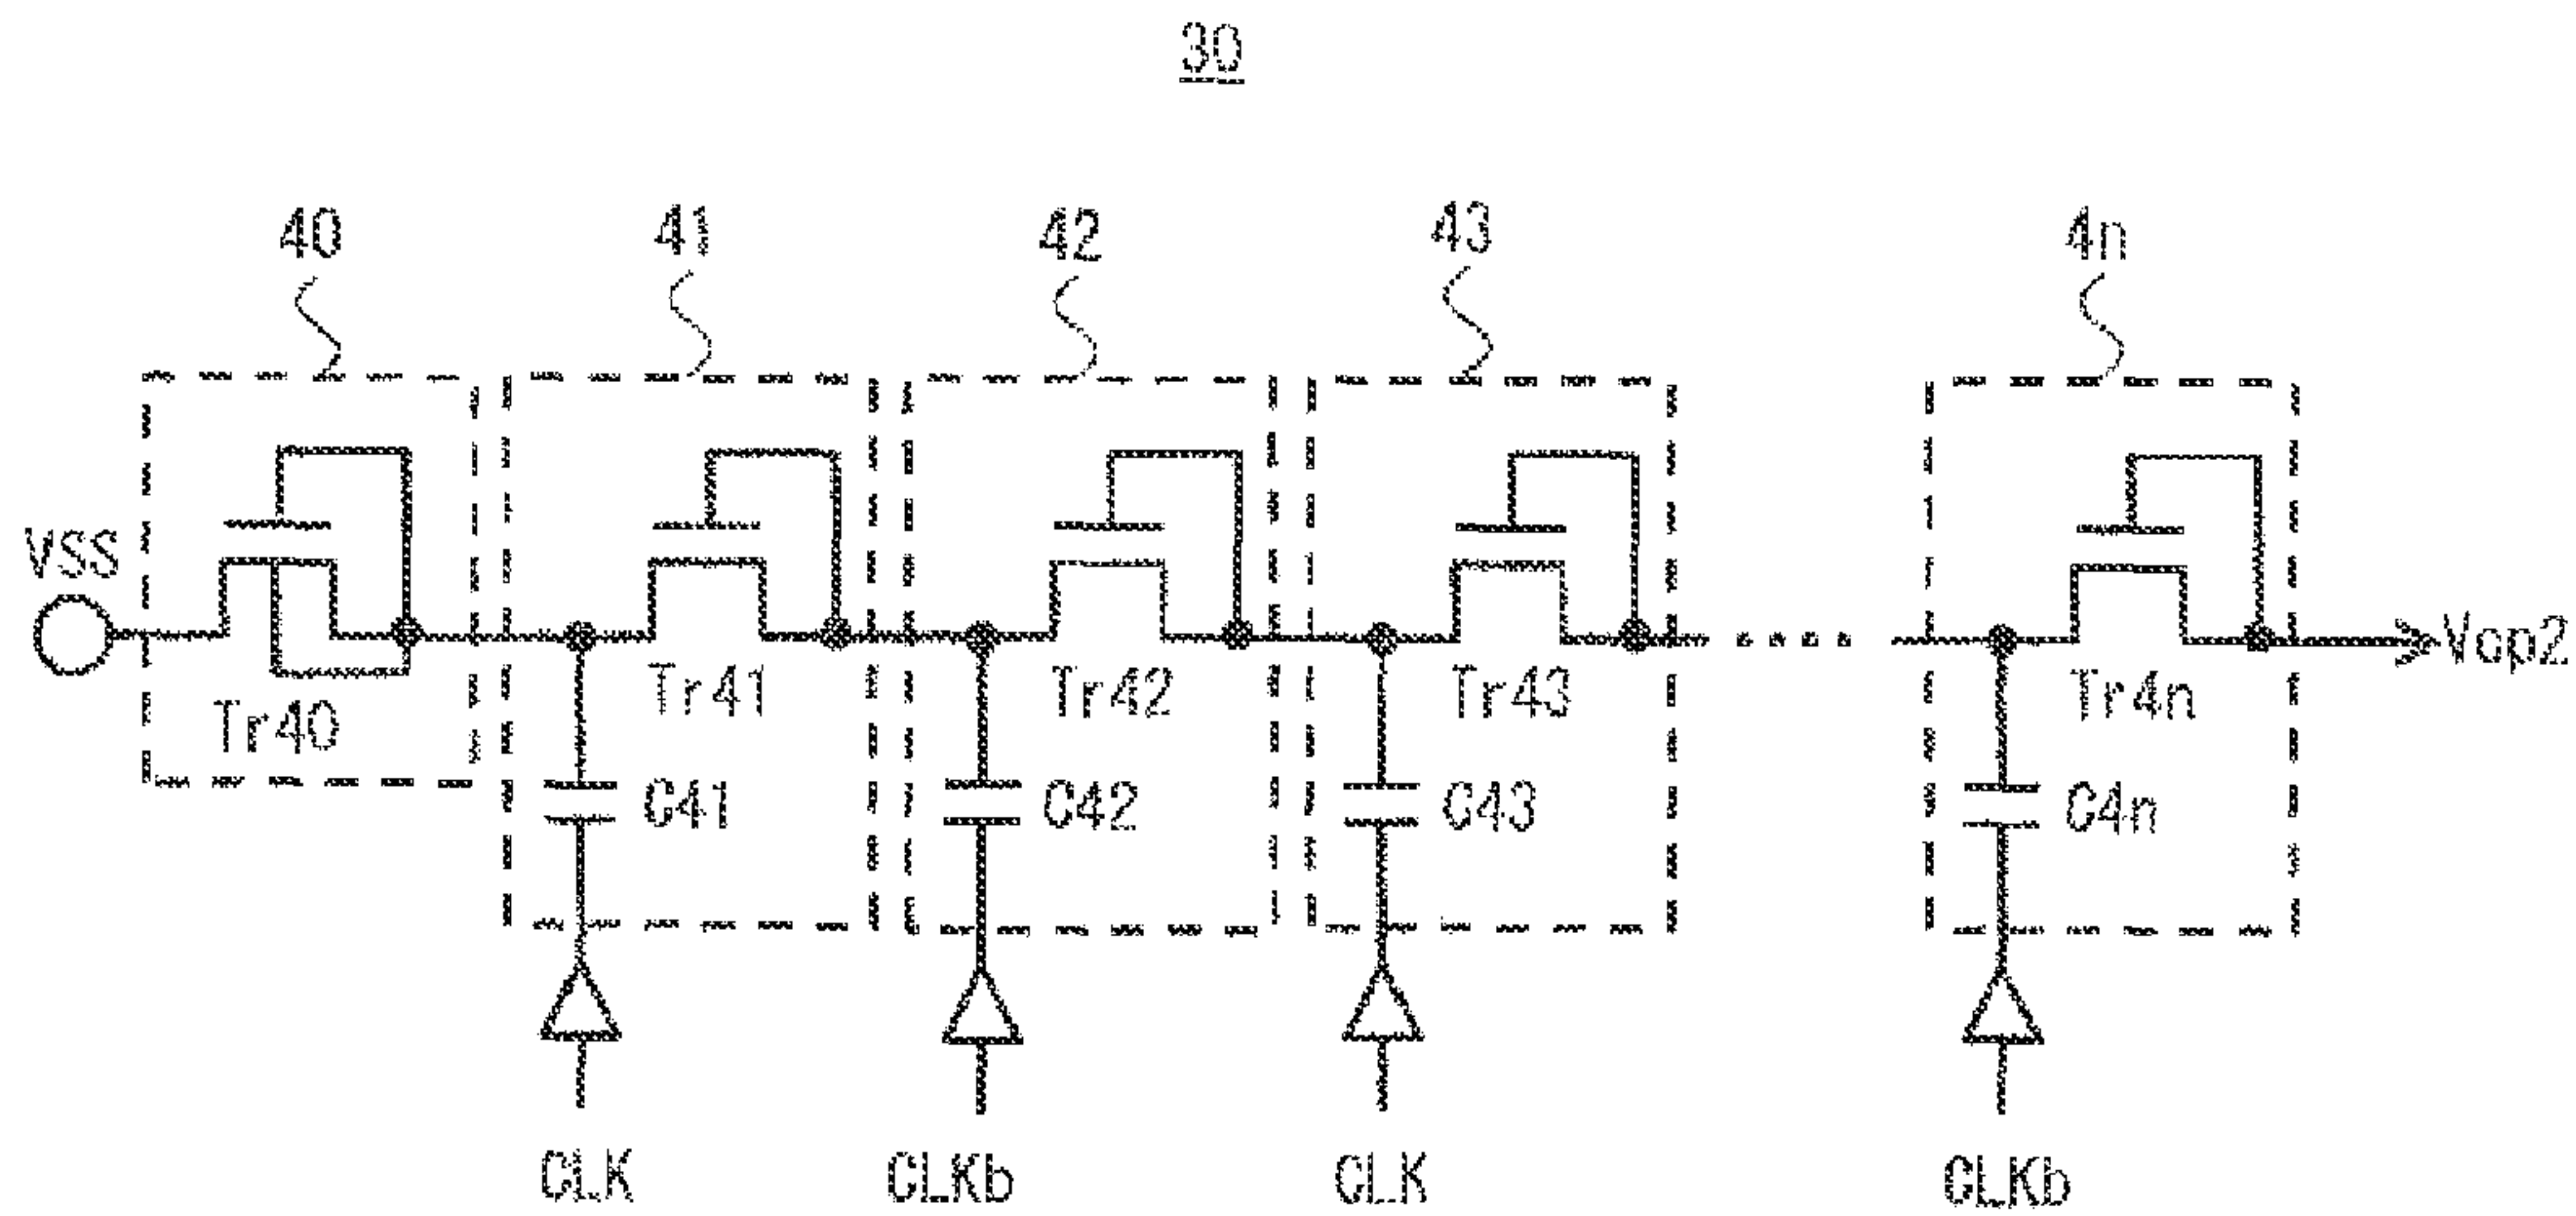 30
40 41 42 43 4n
VSS
Vcp2
Tr41 Tr42 Tr43 Tr4n
Tr40
C41 C42 C43 C4n
CLK CLKb CLK CLKb